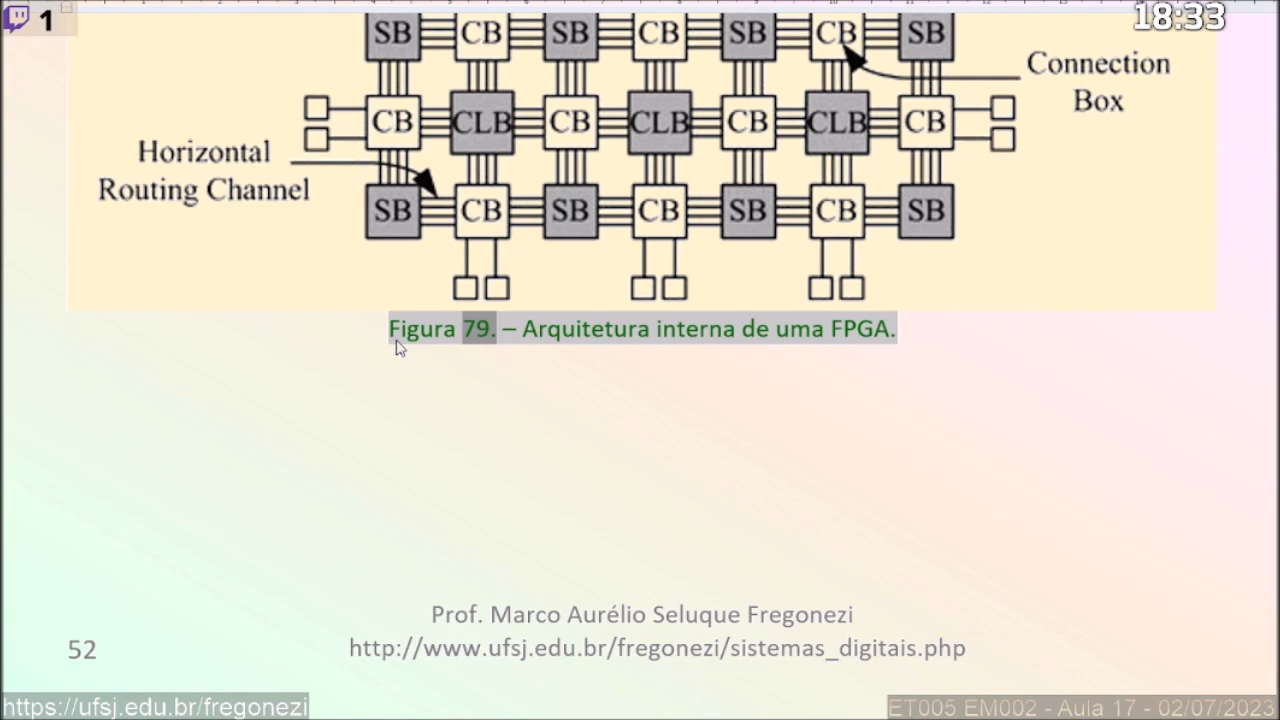 1
18:33
SB CB SB CB SB CB SB
Connection
Box
CB CLB CB CLB CB CLB CB
Horizontal
Routing Channel
SB CB SB CB SB CB SB
Figura 79. – Arquitetura interna de uma FPGA.
Prof. Marco Aurélio Seluque Fregonezi
52
http://www.ufsj.edu.br/fregonezi/sistemas_digitais.php
https://ufsj.edu.br/fregonezi
ET005 EM002 - Aula 17 - 02/07/2023